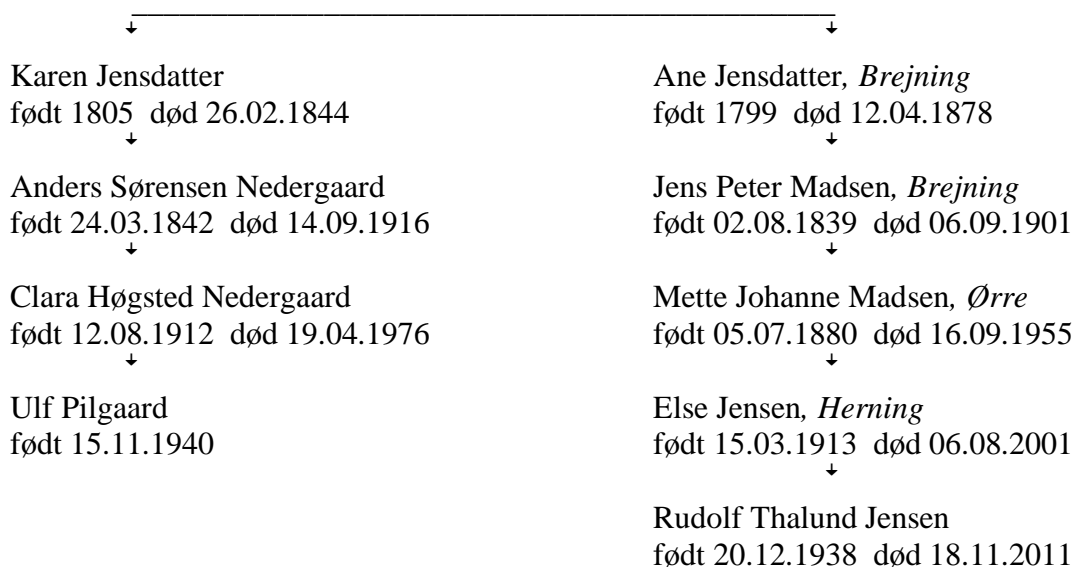 Karen Jensdatter
født 1805 død 26.02.1844
Anders Sørensen Nedergaard
født 24.03.1842 død 14.09.1916
Clara Høgsted Nedergaard
født 12.08.1912 død 19.04.1976
Ulf Pilgaard
født 15.11.1940
Ane Jensdatter, Brejning
født 1799 død 12.04.1878
Jens Peter Madsen, Brejning
født 02.08.1839 død 06.09.1901
Mette Johanne Madsen, Ørre
født 05.07.1880 død 16.09.1955
Else Jensen, Herning
født 15.03.1913 død 06.08.2001
Rudolf Thalund Jensen
født 20.12.1938 død 18.11.2011